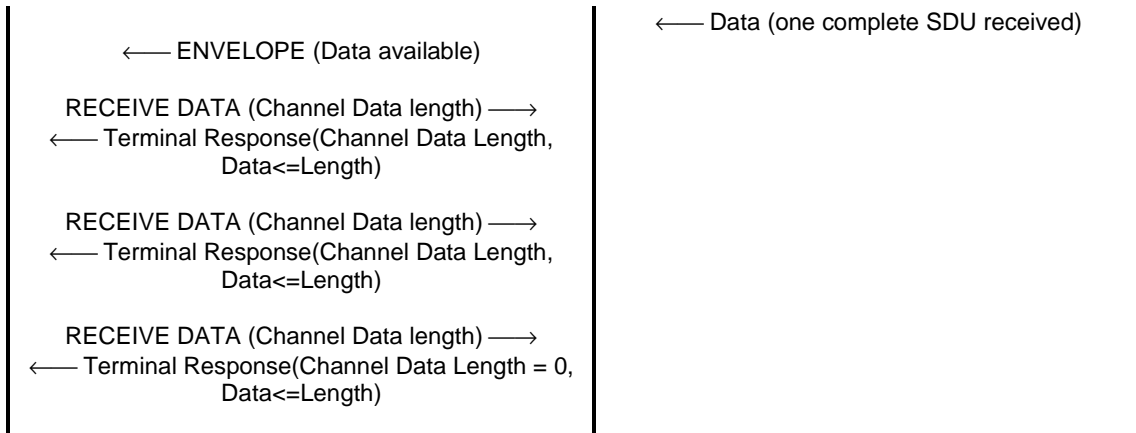 ⟵ Data (one complete SDU received)
⟵ ENVELOPE (Data available)
RECEIVE DATA (Channel Data length) ⟶
⟵ Terminal Response(Channel Data Length,
Data<=Length)
RECEIVE DATA (Channel Data length) ⟶
⟵ Terminal Response(Channel Data Length,
Data<=Length)
RECEIVE DATA (Channel Data length) ⟶
⟵ Terminal Response(Channel Data Length = 0,
Data<=Length)